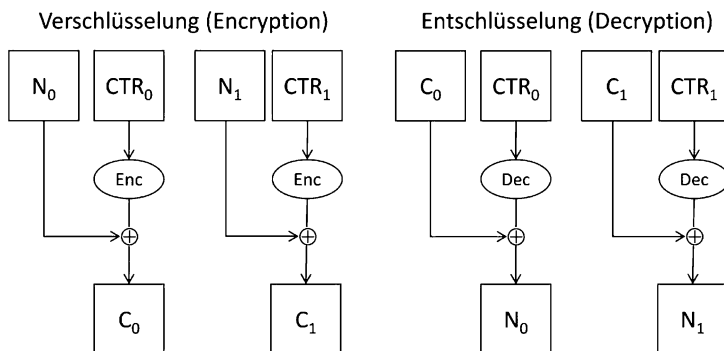 Verschlüsselung (Encryption) Entschlüsselung (Decryption)
N₀ CTR₀ N₁ CTR₁ C₀ CTR₀ C₁ CTR₁
Enc Enc Dec Dec
C₀ C₁ N₀ N₁